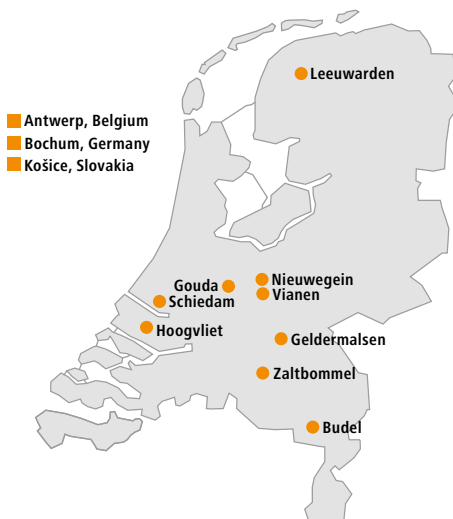 Leeuwarden
Antwerp, Belgium
Bochum, Germany
Košice, Slovakia
Nieuwegein
Gouda
Vianen
Schiedam
Hoogvliet
Geldermalsen
Zaltbommel
Budel